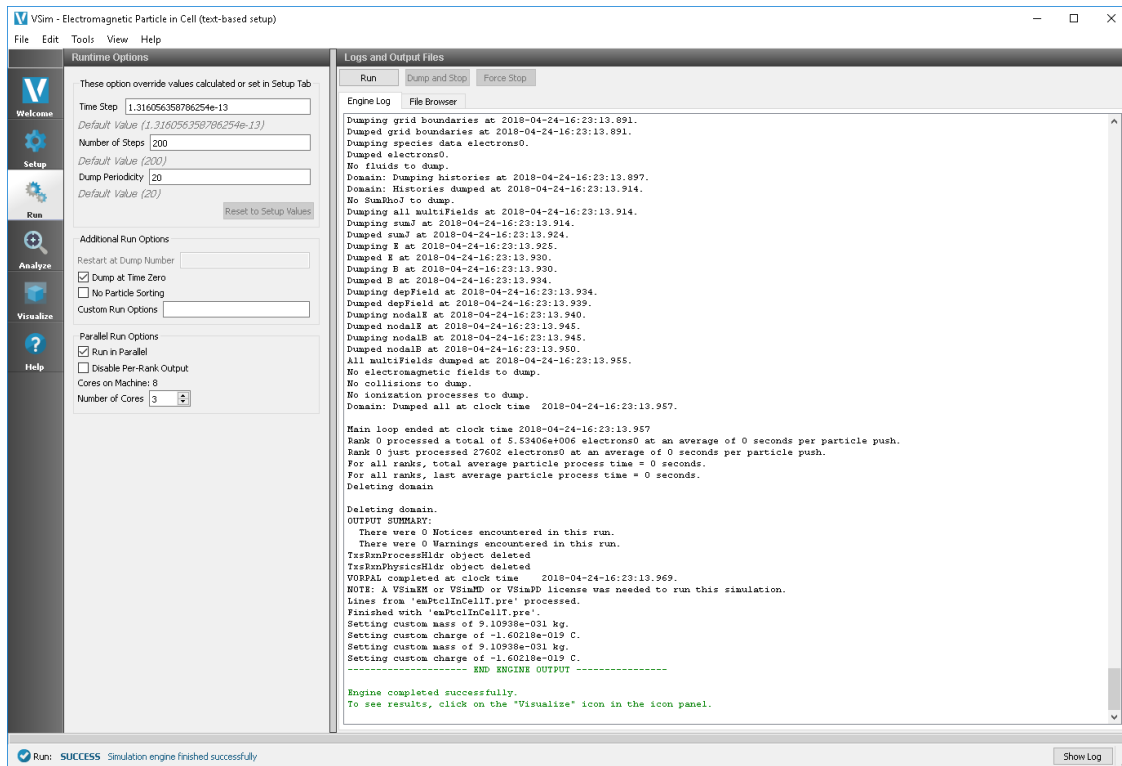 VSim - Electromagnetic Particle in Cell (text-based setup)
File Edit Tools View Help
Welcome
Setup
Run
Analyze
Visualize
Help
Runtime Options
These option override values calculated or set in Setup Tab
Time Step 1.316056358786254e-13
Default Value (1.316056358786254e-13)
Number of Steps 200
Default Value (200)
Dump Periodicity 20
Default Value (20)
Reset to Setup Values
Additional Run Options
Restart at Dump Number
Dump at Time Zero
No Particle Sorting
Custom Run Options
Parallel Run Options
Run in Parallel
Disable Per-Rank Output
Cores on Machine: 8
Number of Cores 3
Logs and Output Files
Run Dump and Stop Force Stop
Engine Log File Browser
Dumping grid boundaries at 2018-04-24-16:23:13.891.
Dumped grid boundaries at 2018-04-24-16:23:13.891.
Dumping species data electrons0.
Dumped electrons0.
No fluids to dump.
Domain: Dumping histories at 2018-04-24-16:23:13.897.
Domain: Histories dumped at 2018-04-24-16:23:13.914.
No SumRhoJ to dump.
Dumping all multiFields at 2018-04-24-16:23:13.914.
Dumping sumJ at 2018-04-24-16:23:13.914.
Dumped sumJ at 2018-04-24-16:23:13.924.
Dumping E at 2018-04-24-16:23:13.925.
Dumped E at 2018-04-24-16:23:13.930.
Dumping B at 2018-04-24-16:23:13.930.
Dumped B at 2018-04-24-16:23:13.934.
Dumping depField at 2018-04-24-16:23:13.934.
Dumped depField at 2018-04-24-16:23:13.939.
Dumping nodalE at 2018-04-24-16:23:13.940.
Dumped nodalE at 2018-04-24-16:23:13.945.
Dumping nodalB at 2018-04-24-16:23:13.945.
Dumped nodalB at 2018-04-24-16:23:13.950.
All multiFields dumped at 2018-04-24-16:23:13.955.
No electromagnetic fields to dump.
No collisions to dump.
No ionization processes to dump.
Domain: Dumped all at clock time 2018-04-24-16:23:13.957.
Main loop ended at clock time 2018-04-24-16:23:13.957
Rank 0 processed a total of 5.53406e+006 electrons0 at an average of 0 seconds per particle push.
Rank 0 just processed 27602 electrons0 at an average of 0 seconds per particle push.
For all ranks, total average particle process time = 0 seconds.
For all ranks, last average particle process time = 0 seconds.
Deleting domain
Deleting domain.
OUTPUT SUMMARY:
There were 0 Notices encountered in this run.
There were 0 Warnings encountered in this run.
TxsRxnProcessHldr object deleted
TxsRxnPhysicsHldr object deleted
VORPAL completed at clock time 2018-04-24-16:23:13.969.
NOTE: A VSimEM or VSimMD or VSimPD license was needed to run this simulation.
Lines from 'emPtclInCellT.pre' processed.
Finished with 'emPtclInCellT.pre'.
Setting custom mass of 9.10938e-031 kg.
Setting custom charge of -1.60218e-019 C.
Setting custom mass of 9.10938e-031 kg.
Setting custom charge of -1.60218e-019 C.
--------------------- END ENGINE OUTPUT ----------------
Engine completed successfully.
To see results, click on the "Visualize" icon in the icon panel.
Run: SUCCESS Simulation engine finished successfully
Show Log